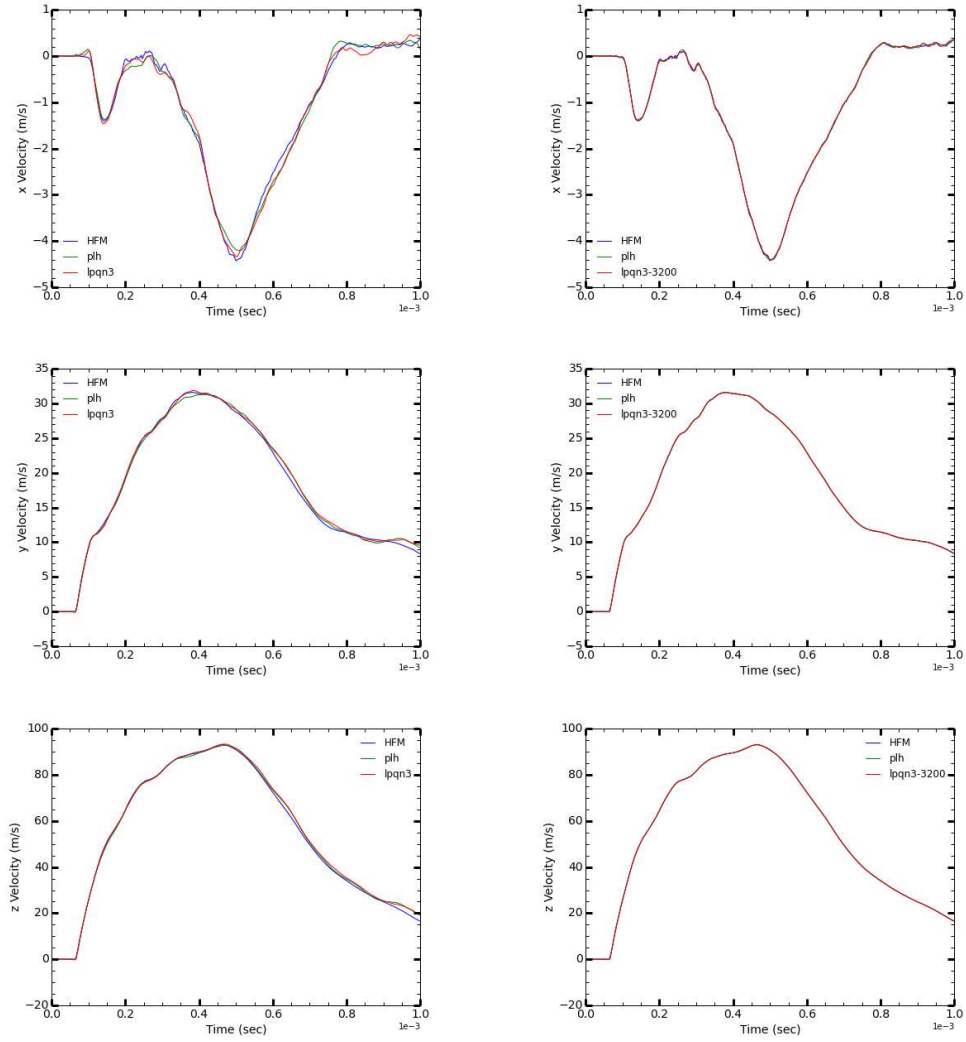 1
0
−1
−2
−3
−4
−5
x Velocity (m/s)
HFM
plh
lpqn3
0.0 0.2 0.4 0.6 0.8 1.0
Time (sec)
1e−3
1
0
−1
−2
−3
−4
−5
x Velocity (m/s)
HFM
plh
lpqn3-3200
0.0 0.2 0.4 0.6 0.8 1.0
Time (sec)
1e−3
35
30
25
20
15
10
5
0
−5
y Velocity (m/s)
HFM
plh
lpqn3
0.0 0.2 0.4 0.6 0.8 1.0
Time (sec)
1e−3
35
30
25
20
15
10
5
0
−5
y Velocity (m/s)
HFM
plh
lpqn3-3200
0.0 0.2 0.4 0.6 0.8 1.0
Time (sec)
1e−3
100
80
60
40
20
0
−20
z Velocity (m/s)
HFM
plh
lpqn3
0.0 0.2 0.4 0.6 0.8 1.0
Time (sec)
1e−3
100
80
60
40
20
0
−20
z Velocity (m/s)
HFM
plh
lpqn3-3200
0.0 0.2 0.4 0.6 0.8 1.0
Time (sec)
1e−3